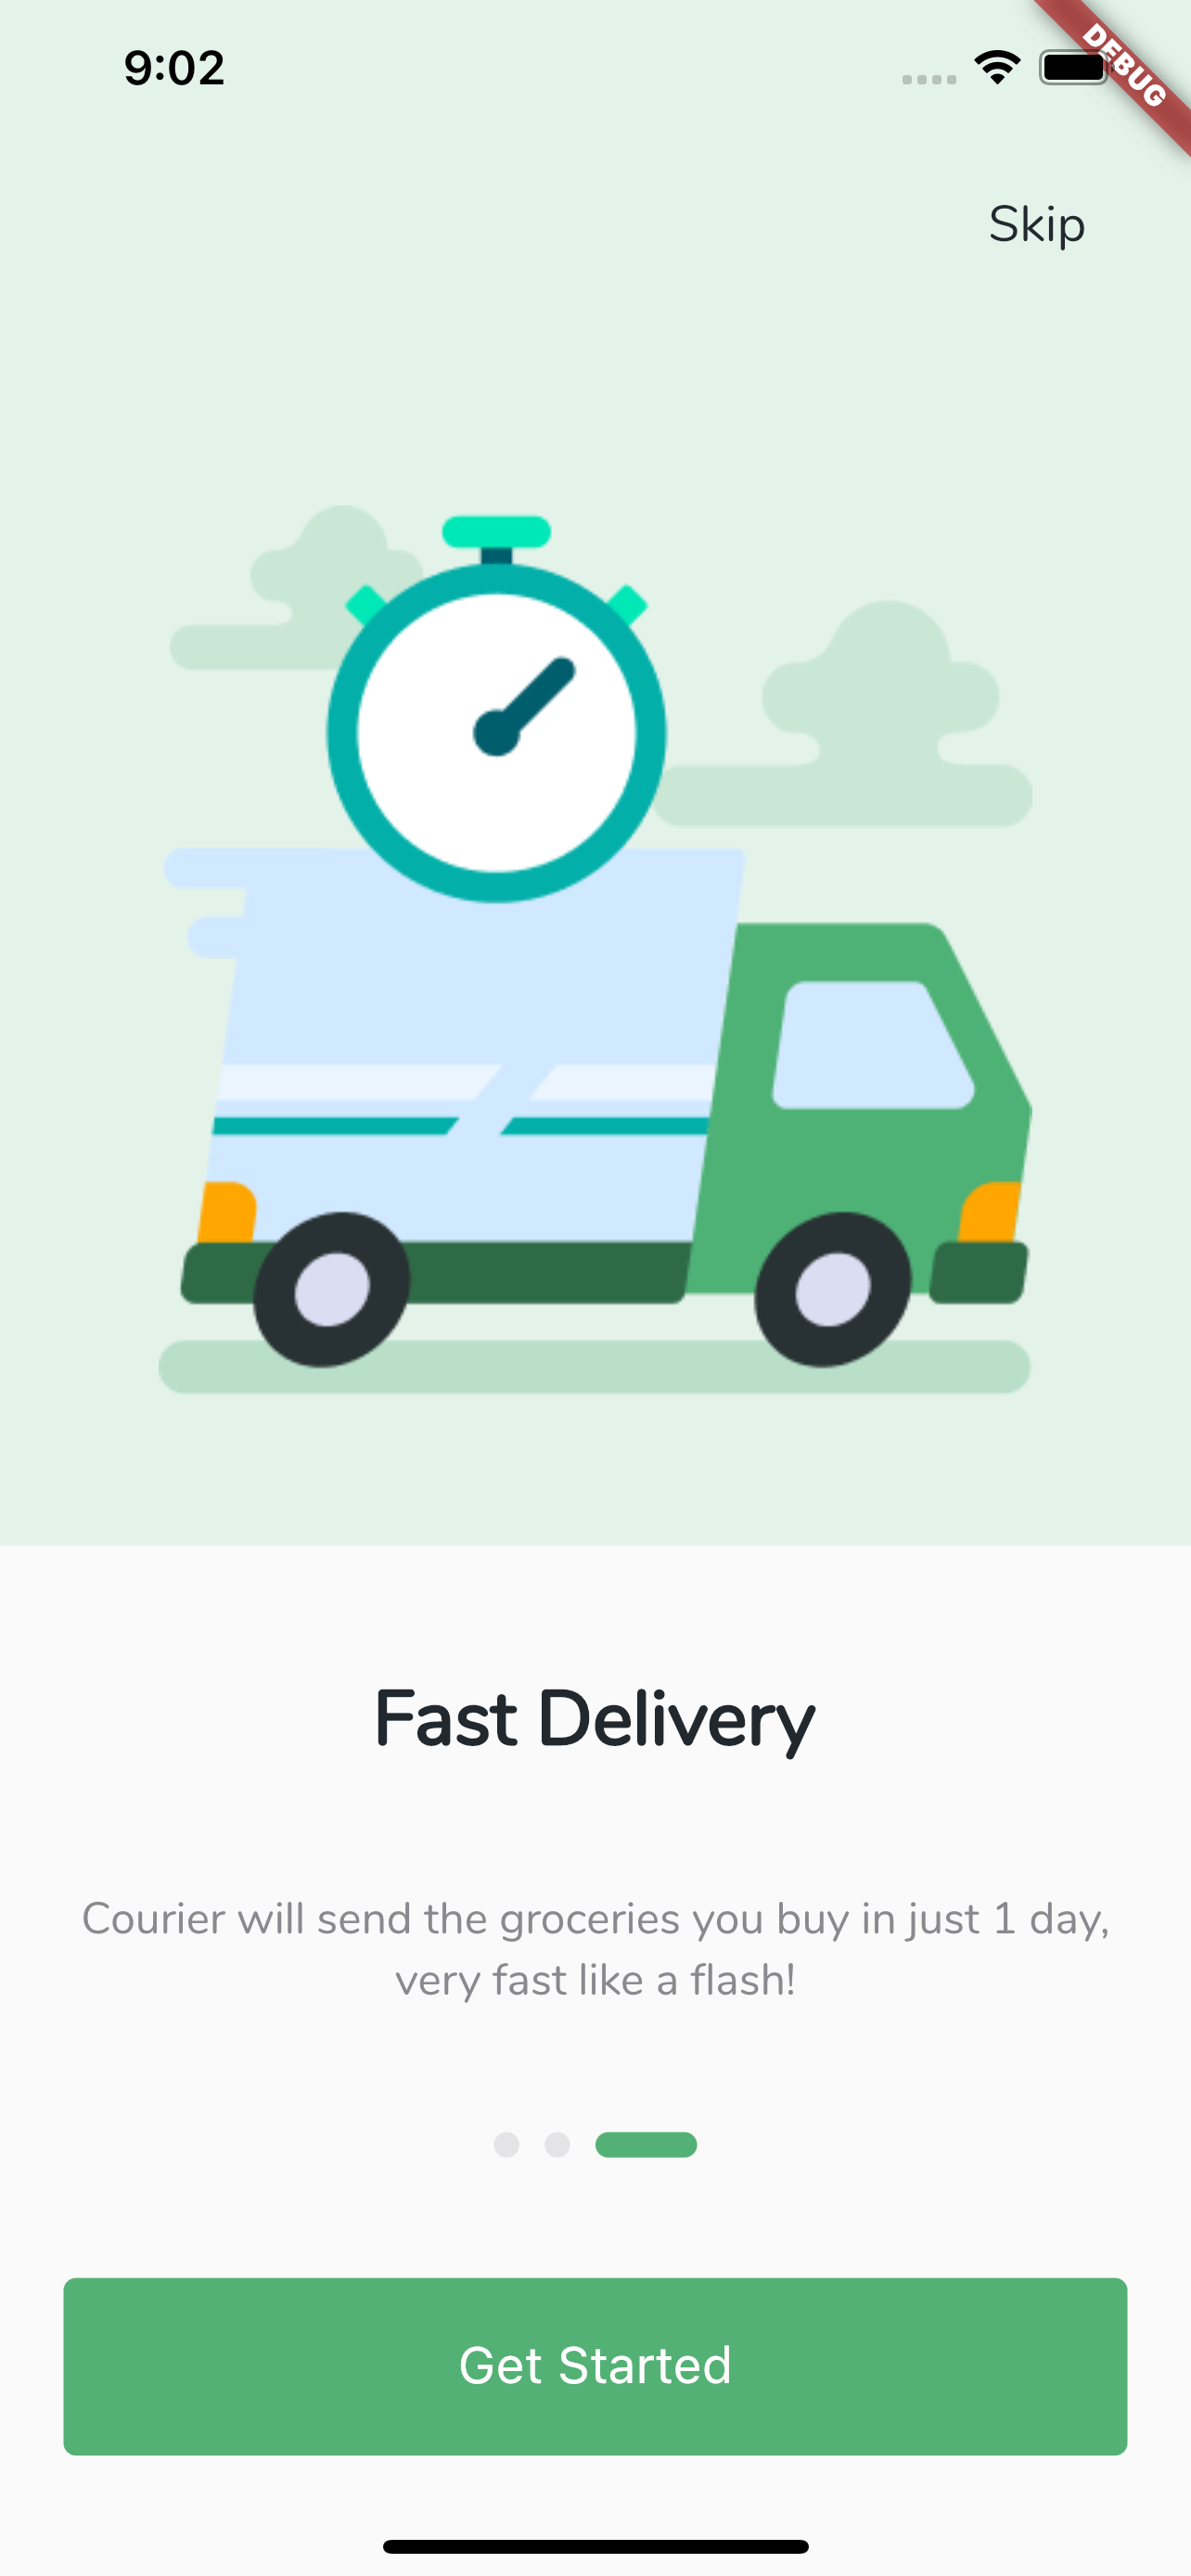 9:02
DEBUG
Skip
Fast Delivery
Courier will send the groceries you buy in just 1 day,
very fast like a flash!
Get Started